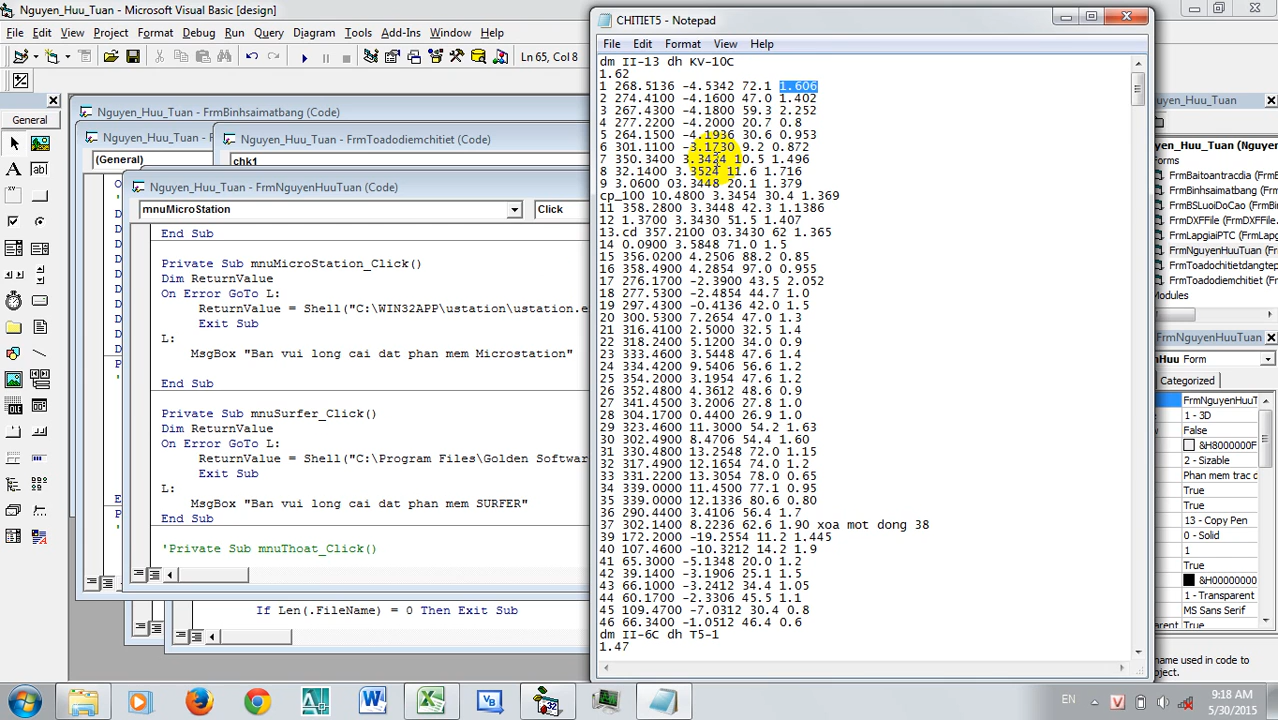 Nguyen_Huu_Tuan - Microsoft Visual Basic [design]
File Edit View Project Format Debug Run Query Diagram Tools Add-Ins Window Help
Ln 65, Col 8
General
Nguyen_Huu_Tuan - FrmBinhsaimatbang (Code)
Nguyen_Huu_Tuan - FrmToadodiemchitiet (Code)
(General)
chk1
Nguyen_Huu_Tuan - FrmNguyenHuuTuan (Code)
mnuMicroStation
Click
End Sub
Private Sub mnuMicroStation_Click()
Dim ReturnValue
On Error GoTo L:
ReturnValue = Shell("C:\WIN32APP\ustation\ustation.e
Exit Sub
L:
MsgBox "Ban vui long cai dat phan mem Microstation"
End Sub
Private Sub mnuSurfer_Click()
Dim ReturnValue
On Error GoTo L:
ReturnValue = Shell("C:\Program Files\Golden Softwar
Exit Sub
L:
MsgBox "Ban vui long cai dat phan mem SURFER"
End Sub
'Private Sub mnuThoat_Click()
If Len(.FileName) = 0 Then Exit Sub
CHITIET5 - Notepad
File Edit Format View Help
dm II-13 dh KV-10C
1.62
1 268.5136 -4.5342 72.1 1.606
2 274.4100 -4.1600 47.0 1.402
3 267.4300 -4.1800 59.3 2.252
4 277.2200 -4.2000 20.7 0.8
5 264.1500 -4.1936 30.6 0.953
6 301.1100 -3.1730 9.2 0.872
7 350.3400 3.3424 10.5 1.496
8 32.1400 3.3524 11.6 1.716
9 3.0600 03.3448 20.1 1.379
cp_100 10.4800 3.3454 30.4 1.369
11 358.2800 3.3448 42.3 1.1386
12 1.3700 3.3430 51.5 1.407
13.cd 357.2100 03.3430 62 1.365
14 0.0900 3.5848 71.0 1.5
15 356.0200 4.2506 88.2 0.85
16 358.4900 4.2854 97.0 0.955
17 276.1700 -2.3900 43.5 2.052
18 277.5300 -2.4854 44.7 1.0
19 297.4300 -0.4136 42.0 1.5
20 300.5300 7.2654 47.0 1.3
21 316.4100 2.5000 32.5 1.4
22 318.2400 5.1200 34.0 0.9
23 333.4600 3.5448 47.6 1.4
24 334.4200 9.5406 56.6 1.2
25 354.2000 3.1954 47.6 1.2
26 352.4800 4.3612 48.6 0.9
27 341.4500 3.2006 27.8 1.0
28 304.1700 0.4400 26.9 1.0
29 323.4600 11.3000 54.2 1.63
30 302.4900 8.4706 54.4 1.60
31 330.4800 13.2548 72.0 1.15
32 317.4900 12.1654 74.0 1.2
33 331.2200 13.3054 78.0 0.65
34 339.0000 11.4500 77.1 0.95
35 339.0000 12.1336 80.6 0.80
36 290.4400 3.4106 56.4 1.7
37 302.1400 8.2236 62.6 1.90 xoa mot dong 38
39 172.2000 -19.2554 11.2 1.445
40 107.4600 -10.3212 14.2 1.9
41 65.3000 -5.1348 20.0 1.2
42 39.1400 -3.1906 25.1 1.5
43 66.1000 -3.2412 34.4 1.05
44 60.1700 -2.3306 45.5 1.1
45 109.4700 -7.0312 30.4 0.8
46 66.3400 -1.0512 46.4 0.6
dm II-6C dh T5-1
1.47
Nguyen_Huu_Tuan (Ng
Forms
FrmBaitoantracdia (
FrmBinhsaimatbang
FrmBSLuoiDoCao (
FrmDXFFile (FrmDX
FrmLapgiaiPTC (Frm
FrmNguyenHuuTuan
FrmToadochitietdangtep
FrmToadodiemchitie
Modules
FrmNguyenHuuTuan
Huu Form
Categorized
FrmNguyenHuuT
1 - 3D
False
&H8000000F
2 - Sizable
Phan mem trac d
True
True
13 - Copy Pen
0 - Solid
1
True
&H0000000
1 - Transparent
MS Sans Serif
True
name used in code to
object.
EN
9:18 AM
5/30/2015